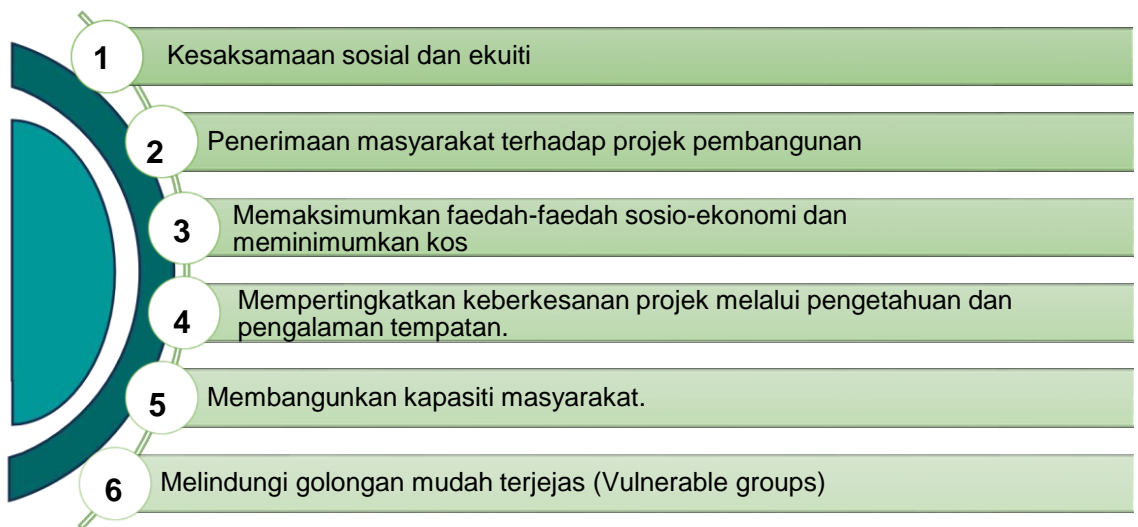 1
Kesaksamaan sosial dan ekuiti
2
Penerimaan masyarakat terhadap projek pembangunan
3
Memaksimumkan faedah-faedah sosio-ekonomi dan
meminimumkan kos
4
Mempertingkatkan keberkesanan projek melalui pengetahuan dan
pengalaman tempatan.
5
Membangunkan kapasiti masyarakat.
6
Melindungi golongan mudah terjejas (Vulnerable groups)